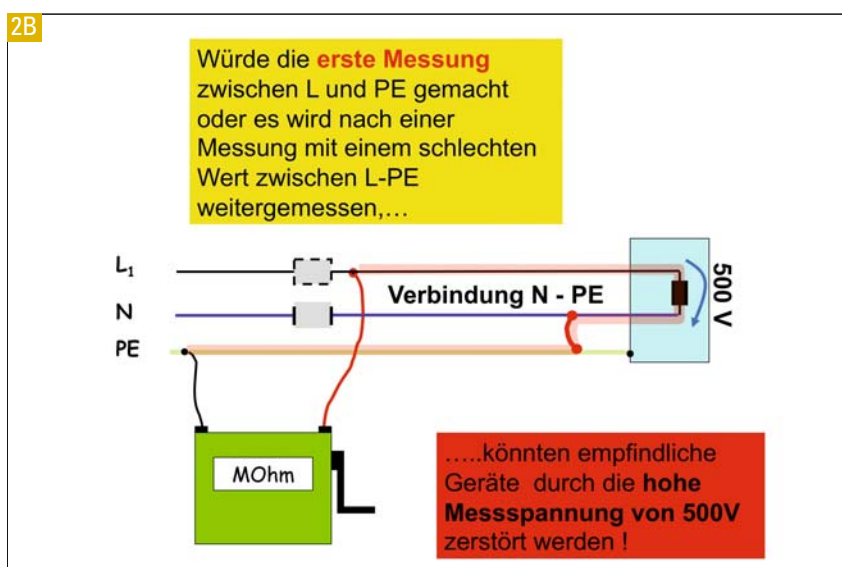 2B
Würde die erste Messung
zwischen L und PE gemacht
oder es wird nach einer
Messung mit einem schlechten
Wert zwischen L-PE
weitergemessen,...
L1
N
PE
Verbindung N - PE
500 V
MOhm
.....könnten empfindliche
Geräte durch die hohe
Messspannung von 500V
zerstört werden !